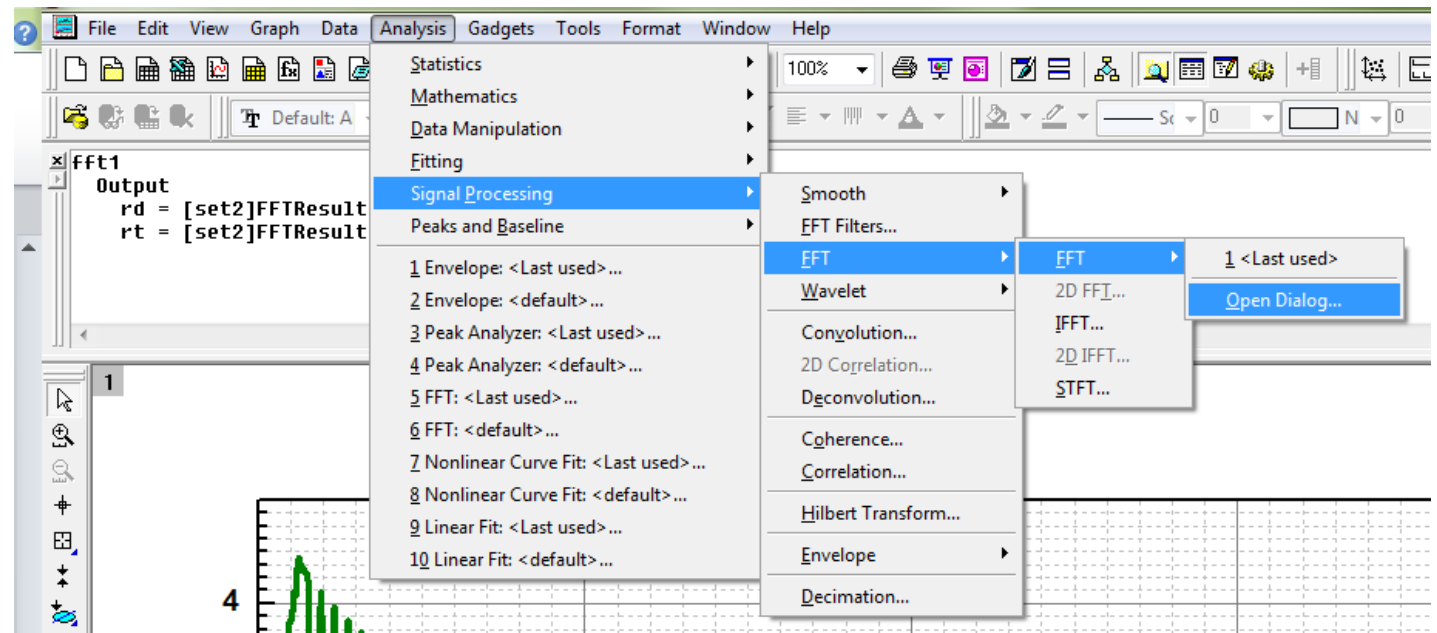 File Edit View Graph Data Analysis Gadgets Tools Format Window Help
100%
Default: A
Sc 0 N 0
fft1
Output
rd = [set2]FFTResult
rt = [set2]FFTResult
Statistics
Mathematics
Data Manipulation
Fitting
Signal Processing
Peaks and Baseline
1 Envelope: <Last used>...
2 Envelope: <default>...
3 Peak Analyzer: <Last used>...
4 Peak Analyzer: <default>...
5 FFT: <Last used>...
6 FFT: <default>...
7 Nonlinear Curve Fit: <Last used>...
8 Nonlinear Curve Fit: <default>...
9 Linear Fit: <Last used>...
10 Linear Fit: <default>...
Smooth
FFT Filters...
FFT
Wavelet
Convolution...
2D Correlation...
Deconvolution...
Coherence...
Correlation...
Hilbert Transform...
Envelope
Decimation...
FFT
2D FFT...
IFFT...
2D IFFT...
STFT...
1 <Last used>
Open Dialog...
1
4